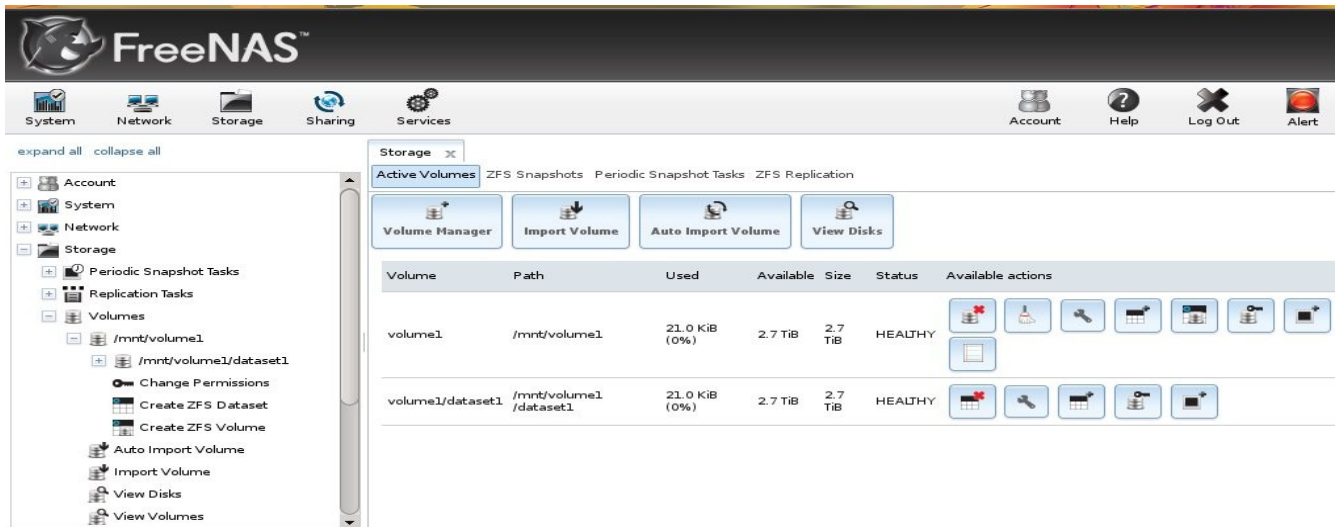 FreeNAS™
System Network Storage Sharing Services Account Help Log Out Alert
expand all collapse all
Account
System
Network
Storage
Periodic Snapshot Tasks
Replication Tasks
Volumes
/mnt/volume1
/mnt/volume1/dataset1
Change Permissions
Create ZFS Dataset
Create ZFS Volume
Auto Import Volume
Import Volume
View Disks
View Volumes
Storage x
Active Volumes ZFS Snapshots Periodic Snapshot Tasks ZFS Replication
Volume Manager Import Volume Auto Import Volume View Disks
Volume Path Used Available Size Status Available actions
volume1 /mnt/volume1 21.0 KiB (0%) 2.7 TiB 2.7 TiB HEALTHY
volume1/dataset1 /mnt/volume1 /dataset1 21.0 KiB (0%) 2.7 TiB 2.7 TiB HEALTHY